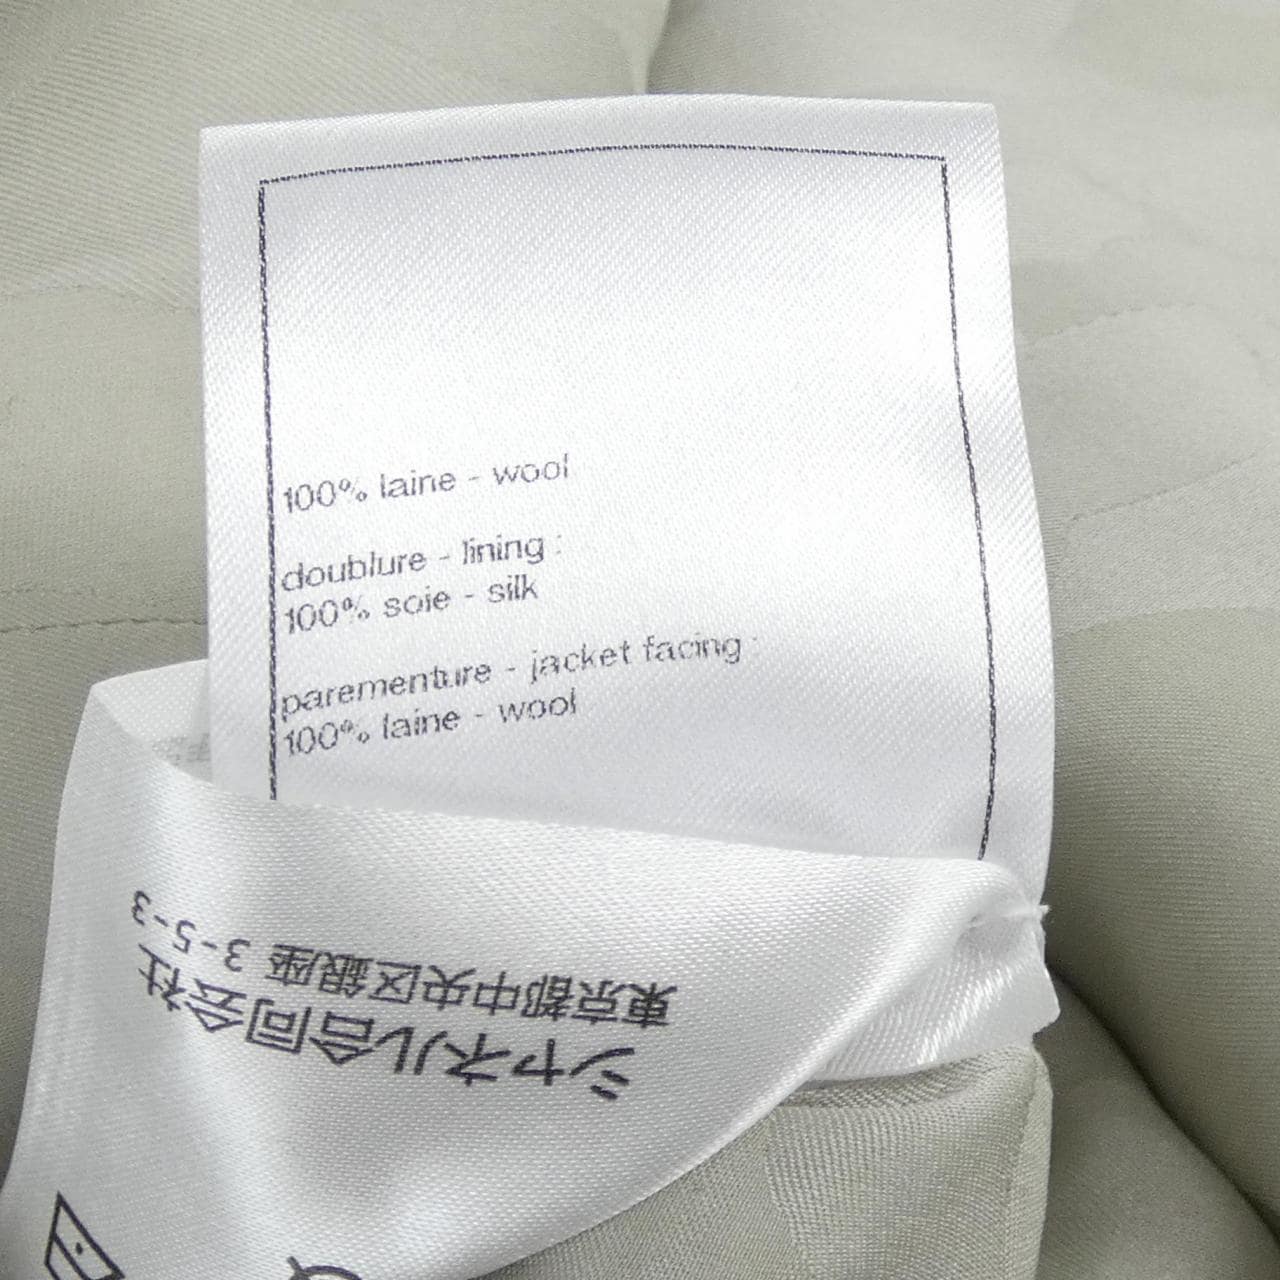 100% laine - wool
doublure - lining :
100% soie - silk
parementure - jacket facing :
100% laine - wool
シャネル合同会社
東京都中央区銀座 3-5-3